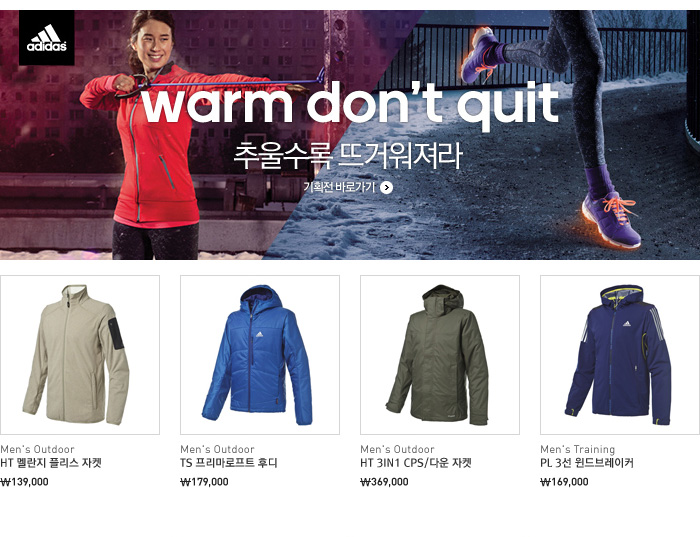 adidas
warm don't quit
추울수록 뜨거워져라
기획전 바로가기
Men's Outdoor
HT 멜란지 플리스 자켓
₩139,000
Men's Outdoor
TS 프리마로프트 후디
₩179,000
Men's Outdoor
HT 3IN1 CPS/다운 자켓
₩369,000
Men's Training
PL 3선 윈드브레이커
₩169,000